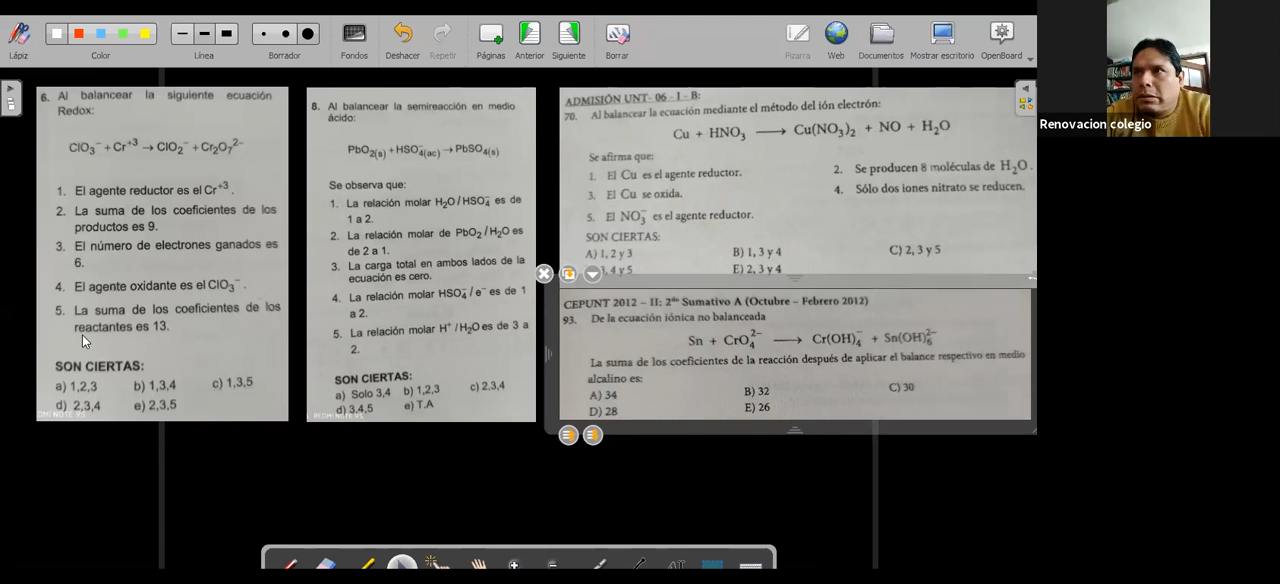 Lápiz
Color
Línea
Borrador
Fondos
Deshacer
Repetir
Páginas
Anterior
Siguiente
Borrar
Pizarra
Web
Documentos
Mostrar escritorio
OpenBoard
Renovacion colegio
6. Al balancear la siguiente ecuación
Redox:
ClO₃⁻ + Cr⁺³ → ClO₂⁻ + Cr₂O₇²⁻
1. El agente reductor es el Cr⁺³.
2. La suma de los coeficientes de los
productos es 9.
3. El número de electrones ganados es
6.
4. El agente oxidante es el ClO₃⁻.
5. La suma de los coeficientes de los
reactantes es 13.
SON CIERTAS:
a) 1,2,3 b) 1,3,4 c) 1,3,5
d) 2,3,4 e) 2,3,5
8. Al balancear la semireacción en medio
ácido:
PbO₂₍ₛ₎ + HSO₄⁻(ac) → PbSO₄₍ₛ₎
Se observa que:
1. La relación molar H₂O/HSO₄⁻ es de
1 a 2.
2. La relación molar de PbO₂/H₂O es
de 2 a 1.
3. La carga total en ambos lados de la
ecuación es cero.
4. La relación molar HSO₄⁻/e⁻ es de 1
a 2.
5. La relación molar H⁺/H₂O es de 3 a
2.
SON CIERTAS:
a) Solo 3,4 b) 1,2,3 c) 2,3,4
d) 3,4,5 e) T.A
ADMISIÓN UNT- 06 - I - B:
70. Al balancear la ecuación mediante el método del ión electrón:
Cu + HNO₃ ⟶ Cu(NO₃)₂ + NO + H₂O
Se afirma que:
1. El Cu es el agente reductor. 2. Se producen 8 moléculas de H₂O.
3. El Cu se oxida. 4. Sólo dos iones nitrato se reducen.
5. El NO₃⁻ es el agente reductor.
SON CIERTAS:
A) 1, 2 y 3 B) 1, 3 y 4 C) 2, 3 y 5
3, 4 y 5 E) 2, 3 y 4
CEPUNT 2012 – II: 2do Sumativo A (Octubre – Febrero 2012)
93. De la ecuación iónica no balanceada
Sn + CrO₄²⁻ ⟶ Cr(OH)₄⁻ + Sn(OH)₆²⁻
La suma de los coeficientes de la reacción después de aplicar el balance respectivo en medio
alcalino es:
A) 34 B) 32 C) 30
D) 28 E) 26